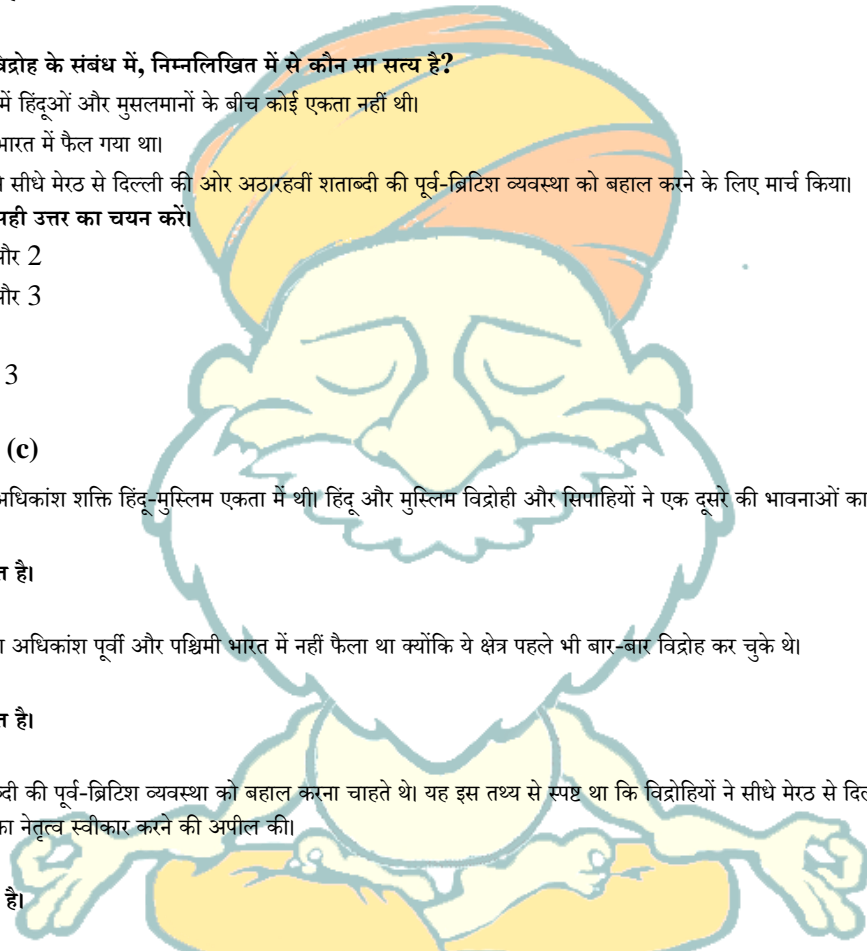 विद्रोह के संबंध में, निम्नलिखित में से कौन सा सत्य है?
में हिंदूओं और मुसलमानों के बीच कोई एकता नहीं थी।
भारत में फैल गया था।
सीधे मेरठ से दिल्ली की ओर अठारहवीं शताब्दी की पूर्व-ब्रिटिश व्यवस्था को बहाल करने के लिए मार्च किया।
सही उत्तर का चयन करें।
और 2
और 3
3
(c)
अधिकांश शक्ति हिंदू-मुस्लिम एकता में थी। हिंदू और मुस्लिम विद्रोही और सिपाहियों ने एक दूसरे की भावनाओं का
है।
अधिकांश पूर्वी और पश्चिमी भारत में नहीं फैला था क्योंकि ये क्षेत्र पहले भी बार-बार विद्रोह कर चुके थे।
है।
की पूर्व-ब्रिटिश व्यवस्था को बहाल करना चाहते थे। यह इस तथ्य से स्पष्ट था कि विद्रोहियों ने सीधे मेरठ से
का नेतृत्व स्वीकार करने की अपील की।
है।